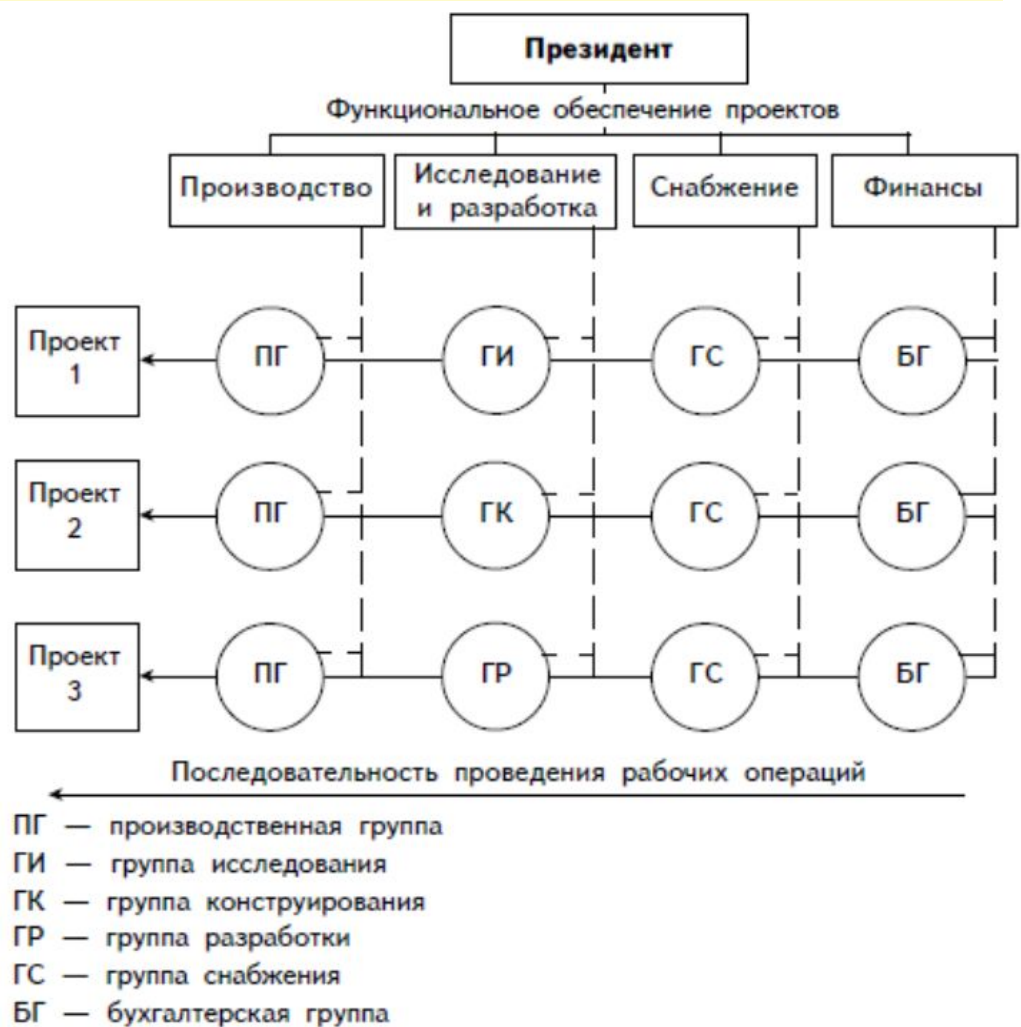 Президент
Функциональное обеспечение проектов
Производство
Исследование
и разработка
Снабжение
Финансы
Проект
1
ПГ
ГИ
ГС
БГ
Проект
2
ПГ
ГК
ГС
БГ
Проект
3
ПГ
ГР
ГС
БГ
Последовательность проведения рабочих операций
ПГ — производственная группа
ГИ — группа исследования
ГК — группа конструирования
ГР — группа разработки
ГС — группа снабжения
БГ — бухгалтерская группа